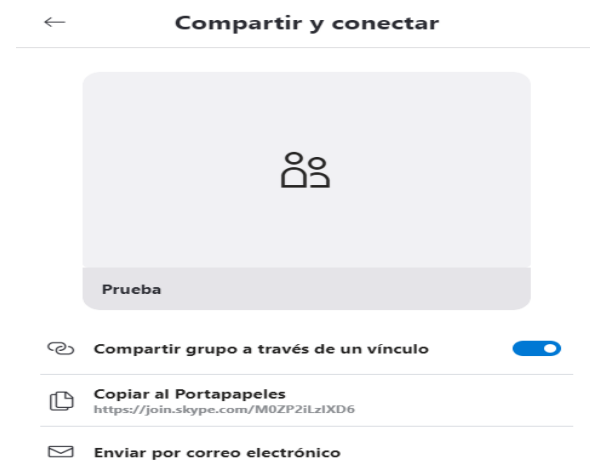 Compartir y conectar
Prueba
Compartir grupo a través de un vínculo
Copiar al Portapapeles
https://join.skype.com/M0ZP2iLzlXD6
Enviar por correo electrónico